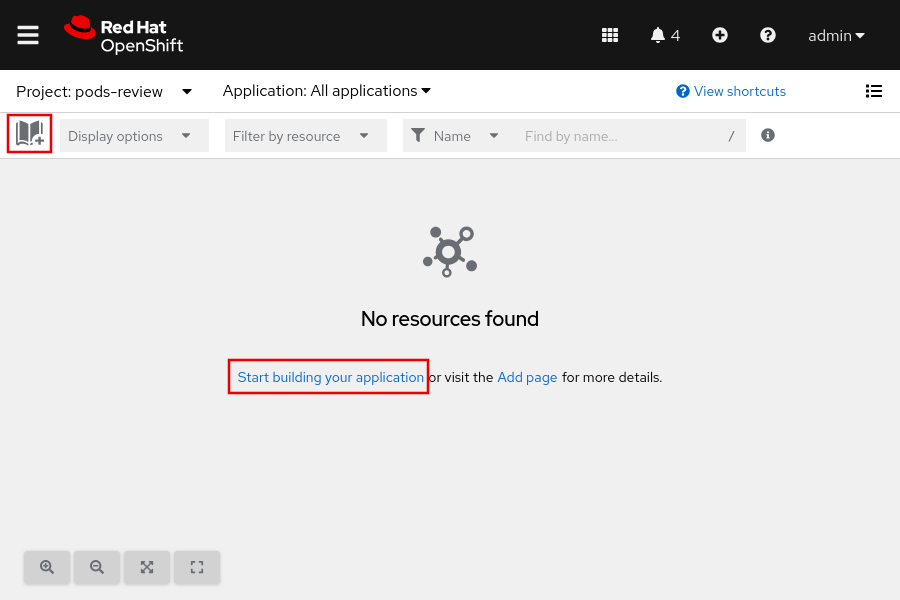 Red Hat
OpenShift
4
admin
Project: pods-review
Application: All applications
View shortcuts
Display options
Filter by resource
Name
Find by name...
/
No resources found
Start building your application or visit the Add page for more details.